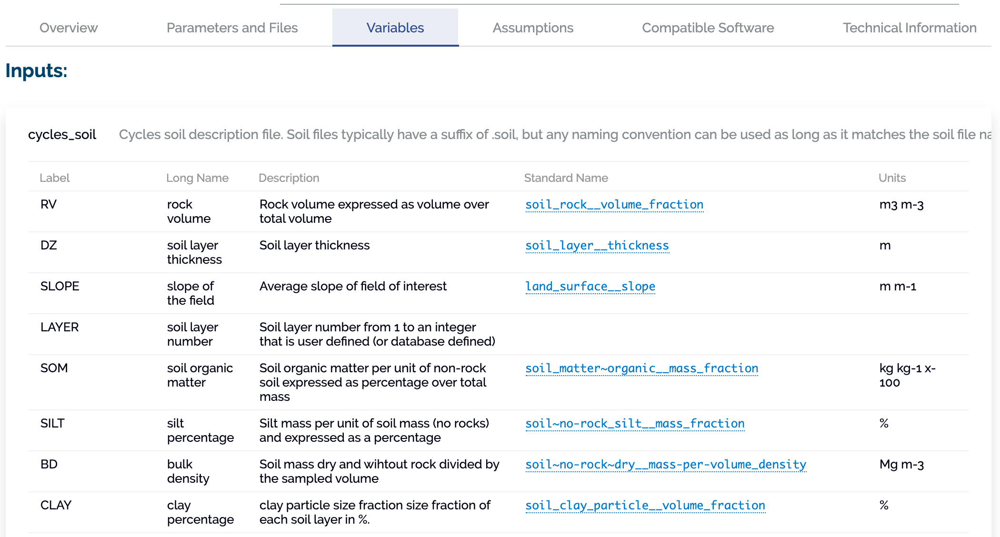 Overview Parameters and Files Variables Assumptions Compatible Software Technical Information
Inputs:
cycles_soil Cycles soil description file. Soil files typically have a suffix of .soil, but any naming convention can be used as long as it matches the soil file
Label Long Name Description Standard Name Units
RV rock Rock volume expressed as volume over soil_rock__volume_fraction m3 m-3
volume total volume
DZ soil layer Soil layer thickness soil_layer__thickness m
thickness
SLOPE slope of Average slope of field of interest land_surface__slope m m-1
the field
LAYER soil layer Soil layer number from 1 to an integer
number that is user defined (or database defined)
SOM soil organic Soil organic matter per unit of non-rock soil_matter~organic__mass_fraction kg kg-1 x-
matter soil expressed as percentage over total 100
mass
SILT silt Silt mass per unit of soil mass (no rocks) soil~no-rock_silt__mass_fraction %
percentage and expressed as a percentage
BD bulk Soil mass dry and wihtout rock divided by soil~no-rock~dry__mass-per-volume_density Mg m-3
density the sampled volume
CLAY clay clay particle size fraction size fraction of soil_clay_particle__volume_fraction %
percentage each soil layer in %.